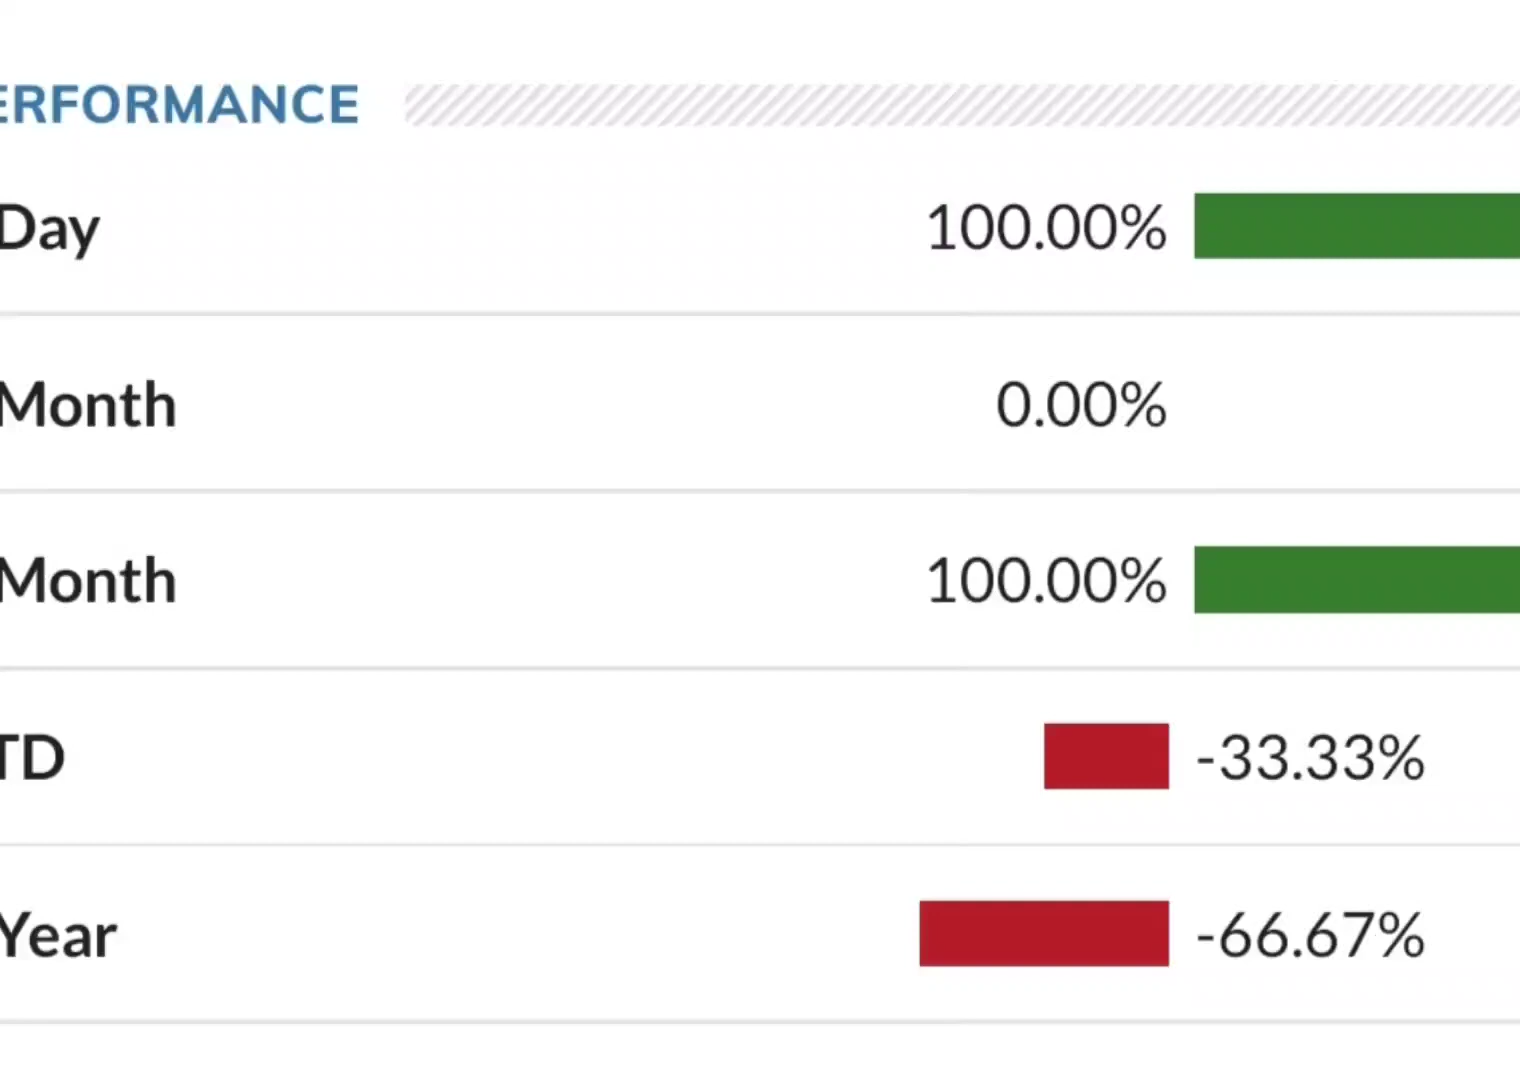 ERFORMANCE
Day 100.00%
Month 0.00%
Month 100.00%
TD -33.33%
Year -66.67%